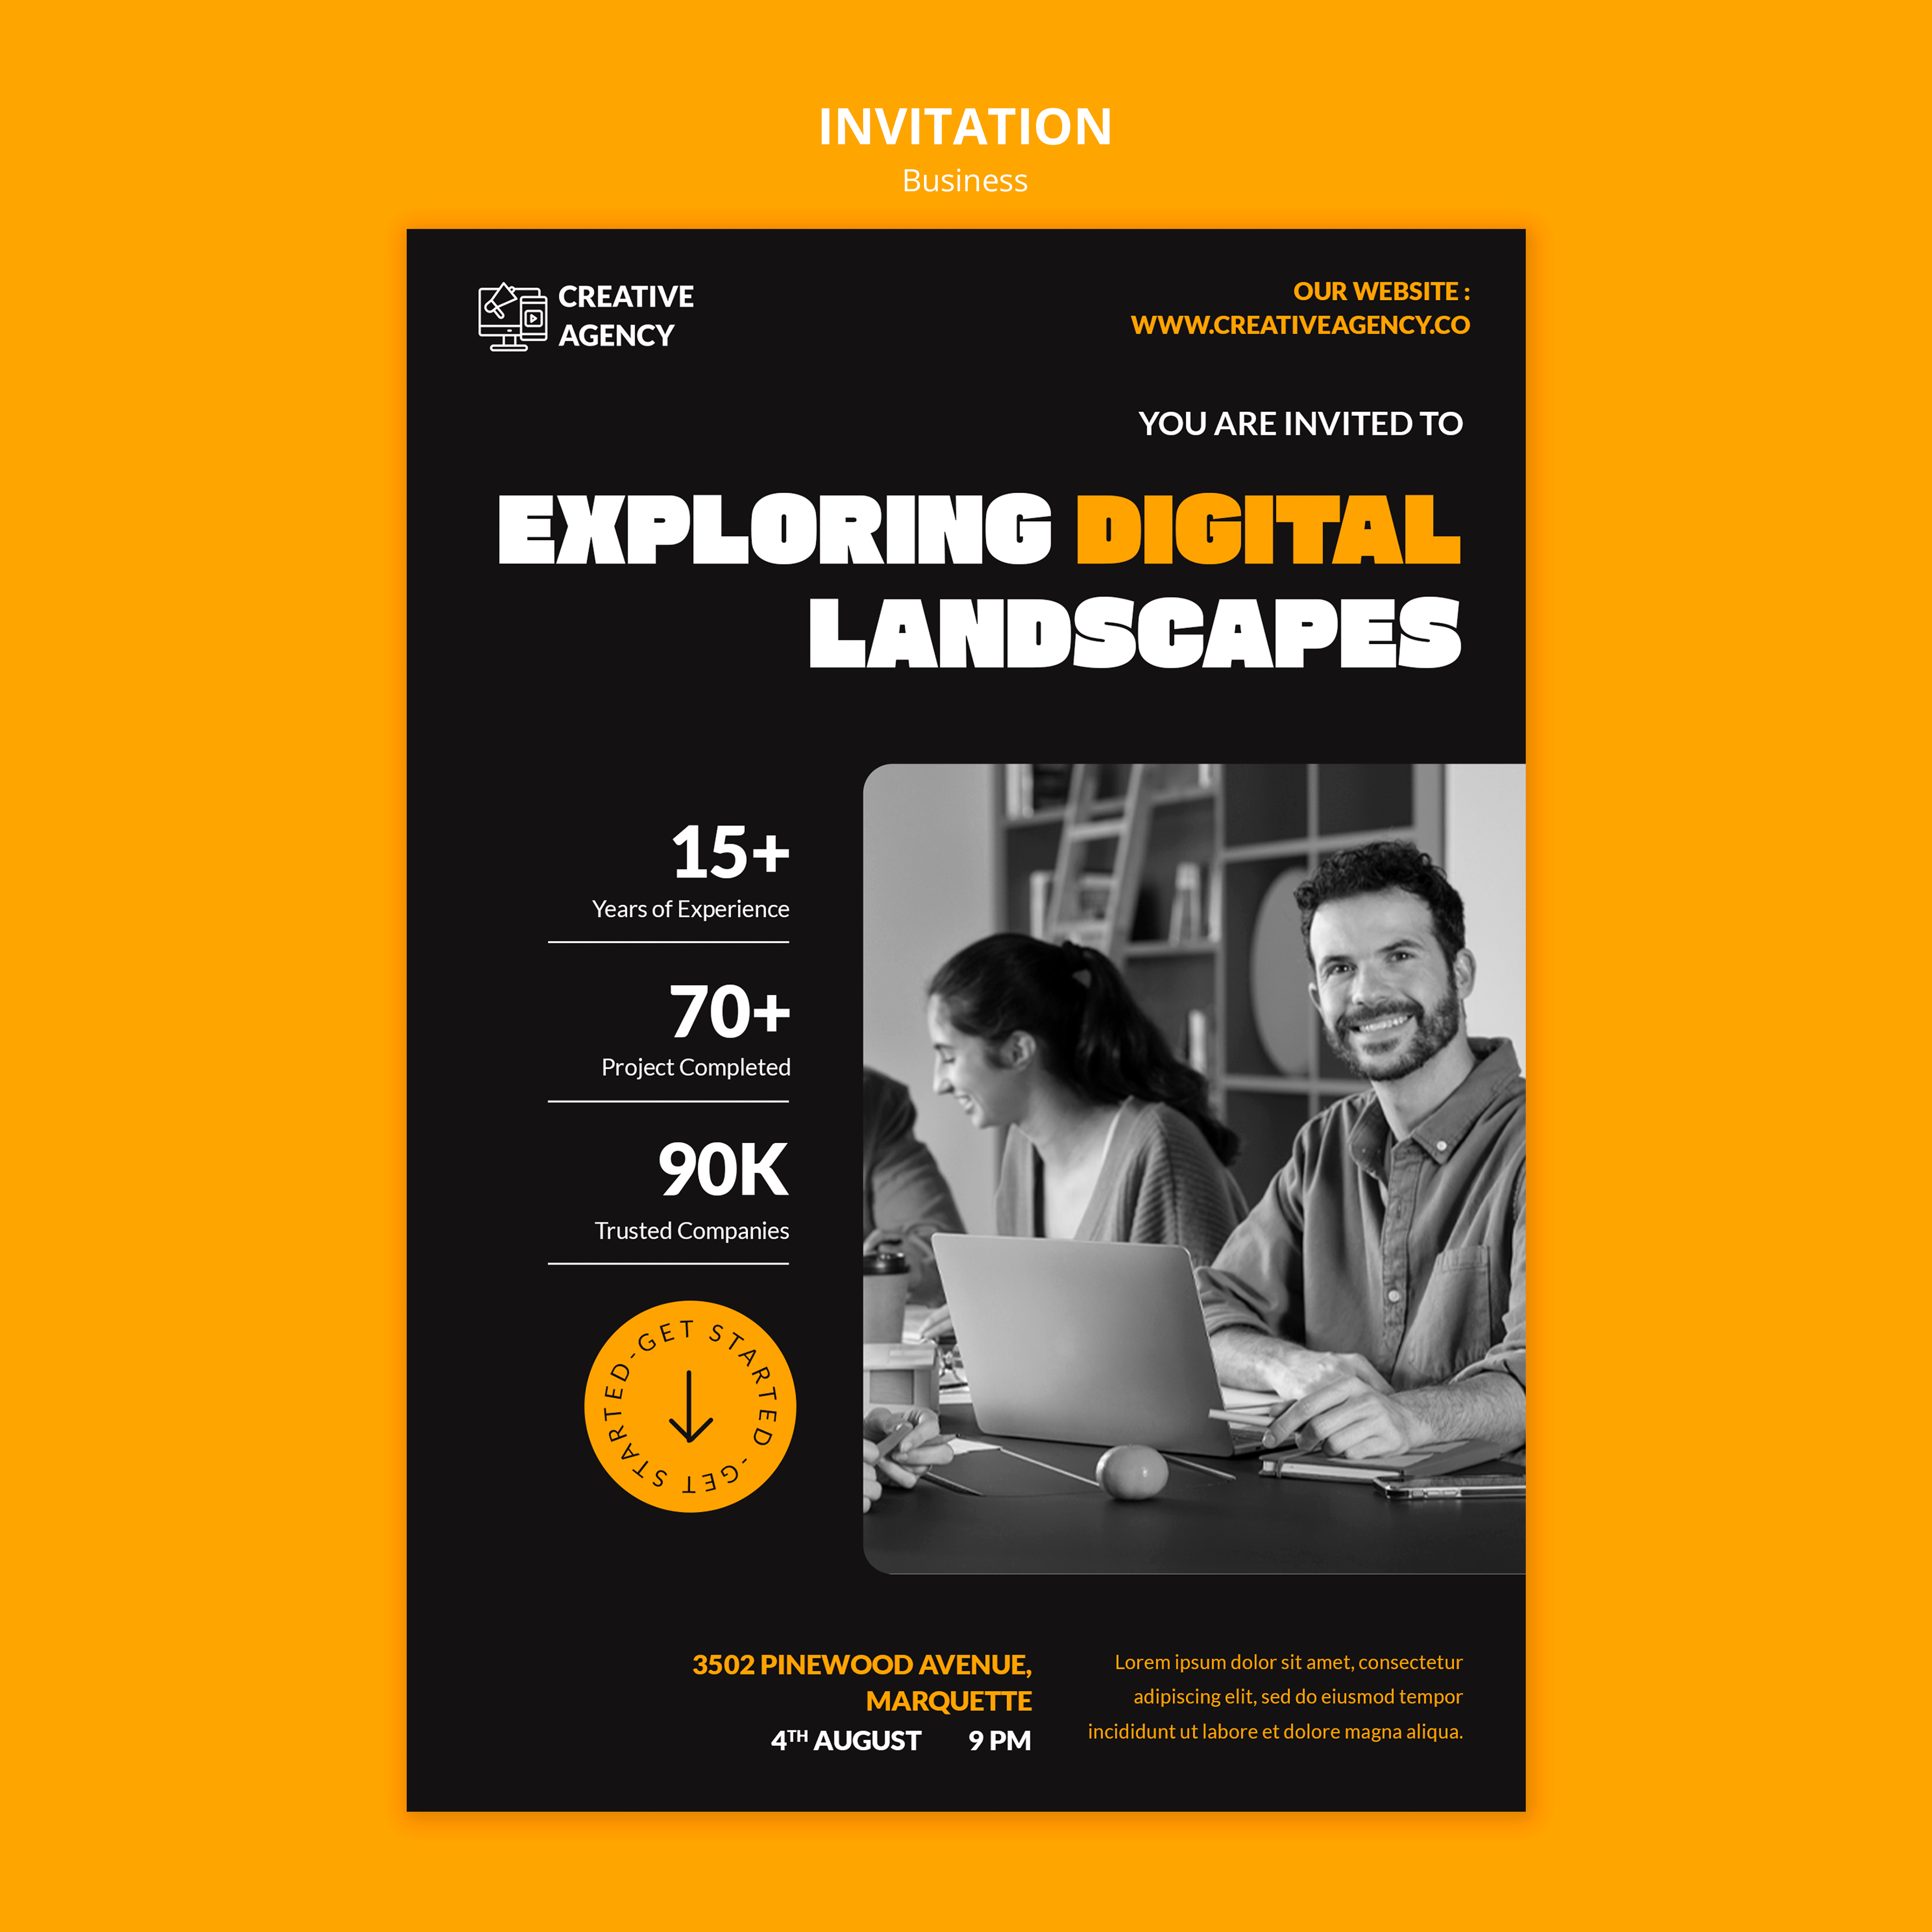 INVITATION
Business
CREATIVE
AGENCY
OUR WEBSITE :
WWW.CREATIVEAGENCY.CO
YOU ARE INVITED TO
EXPLORING DIGITAL
LANDSCAPES
15+
Years of Experience
70+
Project Completed
90K
Trusted Companies
GET STARTED-GET STARTED-
3502 PINEWOOD AVENUE,
MARQUETTE
4TH AUGUST 9 PM
Lorem ipsum dolor sit amet, consectetur
adipiscing elit, sed do eiusmod tempor
incididunt ut labore et dolore magna aliqua.